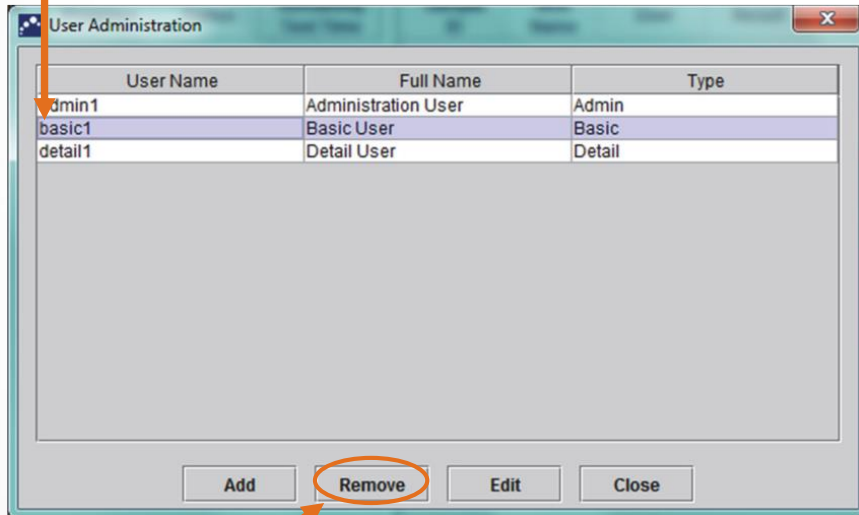 User Administration
User Name Full Name Type
dmin1 Administration User Admin
basic1 Basic User Basic
detail1 Detail User Detail
Add Remove Edit Close